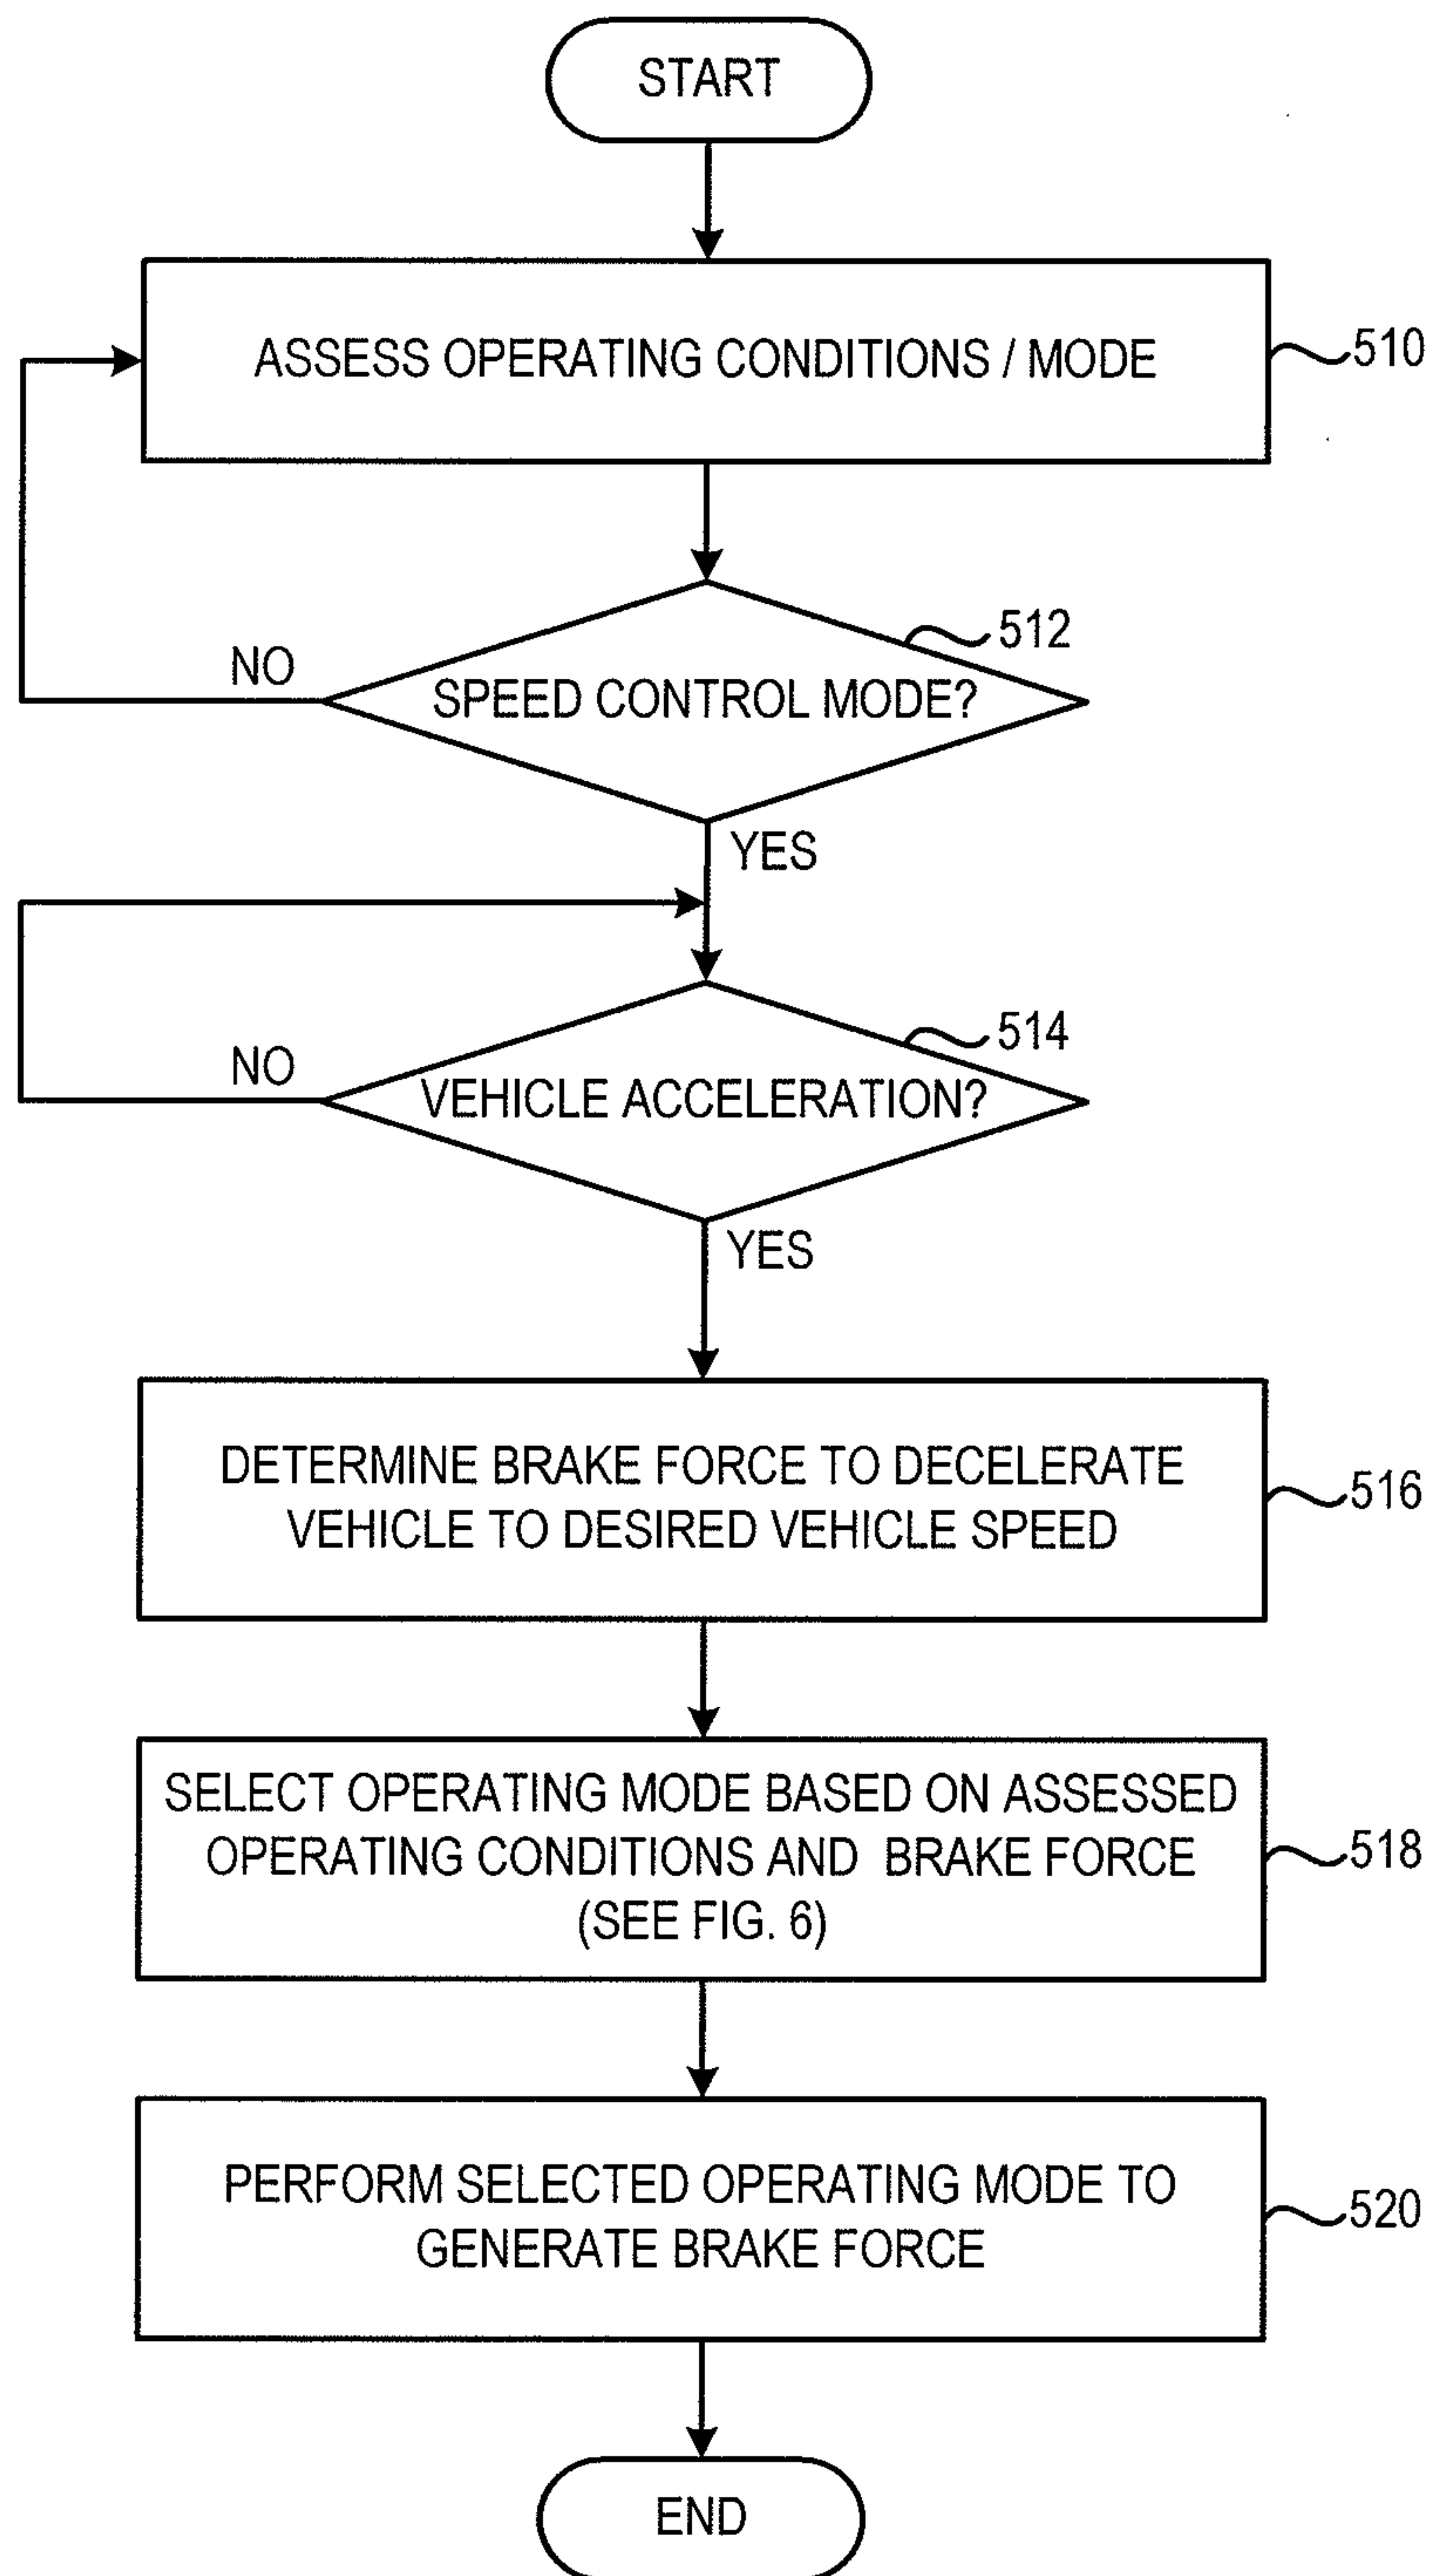 START
ASSESS OPERATING CONDITIONS / MODE
510
512
NO
SPEED CONTROL MODE?
YES
514
NO
VEHICLE ACCELERATION?
YES
DETERMINE BRAKE FORCE TO DECELERATE
VEHICLE TO DESIRED VEHICLE SPEED
516
SELECT OPERATING MODE BASED ON ASSESSED
OPERATING CONDITIONS AND BRAKE FORCE
(SEE FIG. 6)
518
PERFORM SELECTED OPERATING MODE TO
GENERATE BRAKE FORCE
520
END